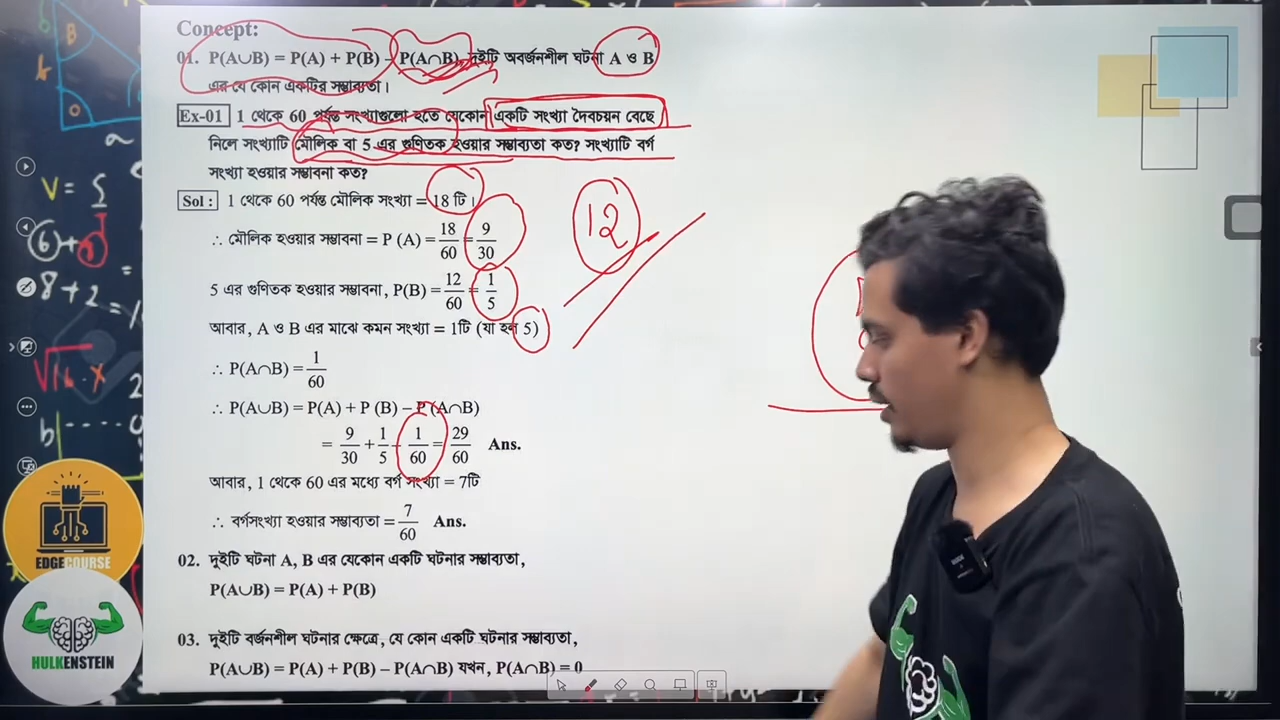 Concept:
01. P(A∪B) = P(A) + P(B) – P(A∩B), দুইটি অবর্জনশীল ঘটনা A ও B
এর যে কোন একটির সম্ভাব্যতা।
Ex-01 1 থেকে 60 পর্যন্ত সংখ্যাগুলো হতে যেকোন একটি সংখ্যা দৈবচয়ন বেছে
নিলে সংখ্যাটি মৌলিক বা 5 এর গুণিতক হওয়ার সম্ভাব্যতা কত? সংখ্যাটি বর্গ
সংখ্যা হওয়ার সম্ভাবনা কত?
Sol : 1 থেকে 60 পর্যন্ত মৌলিক সংখ্যা = 18 টি।
∴ মৌলিক হওয়ার সম্ভাবনা = P (A) = 18/60 = 9/30
12
5 এর গুণিতক হওয়ার সম্ভাবনা, P(B) = 12/60 = 1/5
আবার, A ও B এর মাঝে কমন সংখ্যা = 1টি (যা হল 5)
∴ P(A∩B) = 1/60
∴ P(A∪B) = P(A) + P (B) – P (A∩B)
= 9/30 + 1/5 – 1/60 = 29/60 Ans.
আবার, 1 থেকে 60 এর মধ্যে বর্গ সংখ্যা = 7টি
∴ বর্গসংখ্যা হওয়ার সম্ভাব্যতা = 7/60 Ans.
02. দুইটি ঘটনা A, B এর যেকোন একটি ঘটনার সম্ভাব্যতা,
P(A∪B) = P(A) + P(B)
03. দুইটি বর্জনশীল ঘটনার ক্ষেত্রে, যে কোন একটি ঘটনার সম্ভাব্যতা,
P(A∪B) = P(A) + P(B) – P(A∩B) যখন, P(A∩B) = 0
EDGECOURSE
HULKENSTEIN